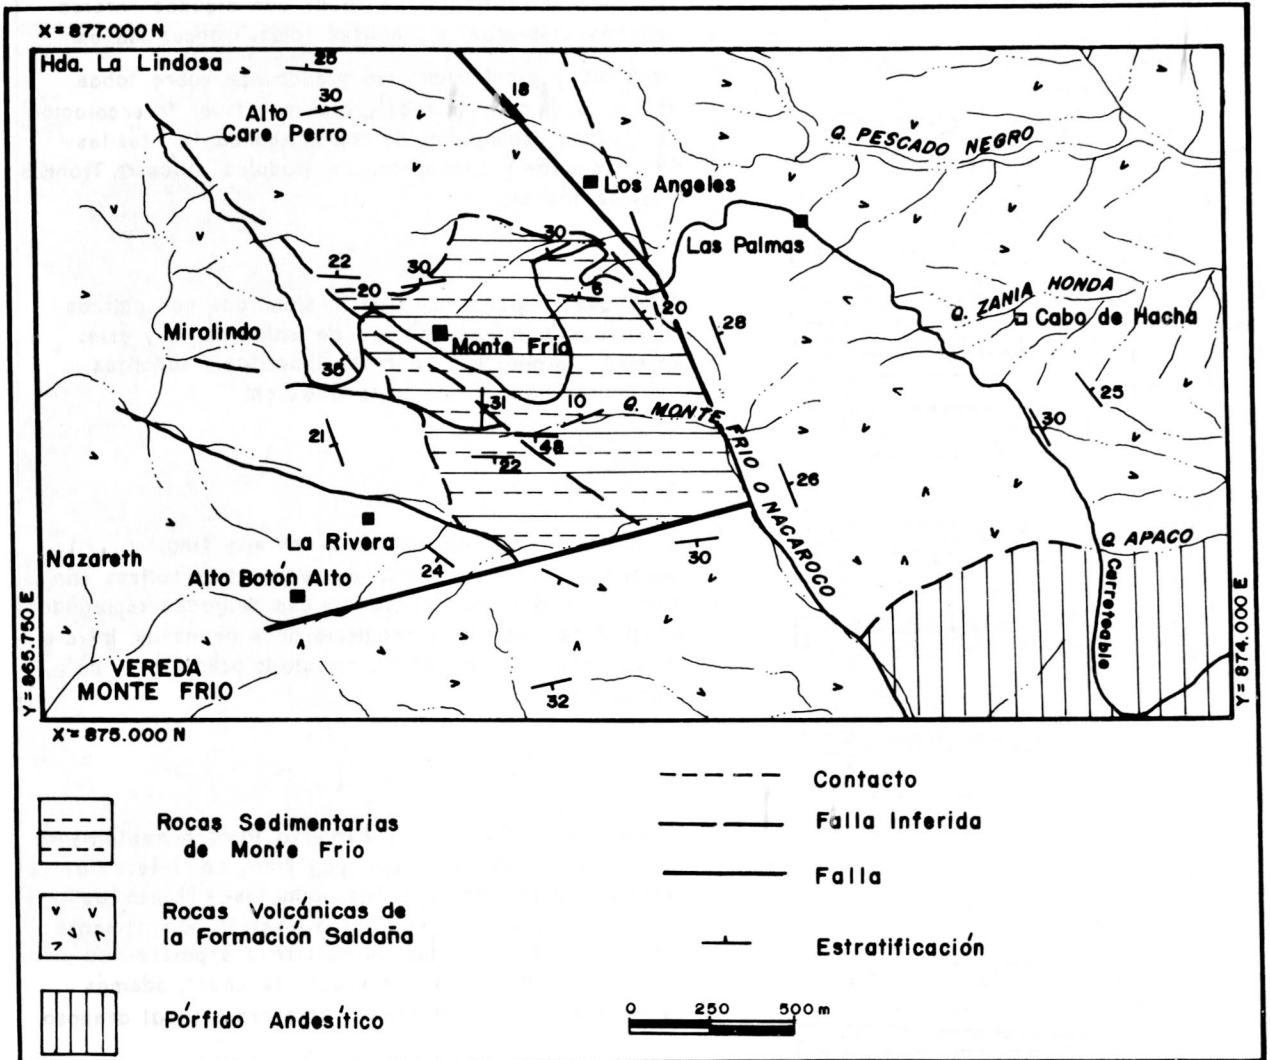 X= 877.000 N
Hda. La Lindosa
25
30
18
Alto
Care Perro
Q. PESCADO NEGRO
Los Angeles
Las Palmas
30
22
30
20
6
20
28
Q. ZANIA HONDA
Cabo de Hacha
Mirolindo
Monte Frio
36
31
10
Q. MONTE FRIO O NACAROCO
25
30
21
48
22
26
La Rivera
30
Q. APACO
Nazareth
Alto Botón Alto
24
Carreteable
VEREDA
MONTE FRIO
32
Y= 865.750 E
Y= 874.000 E
X= 875.000 N
Rocas Sedimentarias
de Monte Frio
Rocas Volcánicas de
la Formación Saldaña
Pórfido Andesítico
Contacto
Falla Inferida
Falla
Estratificación
0 250 500 m